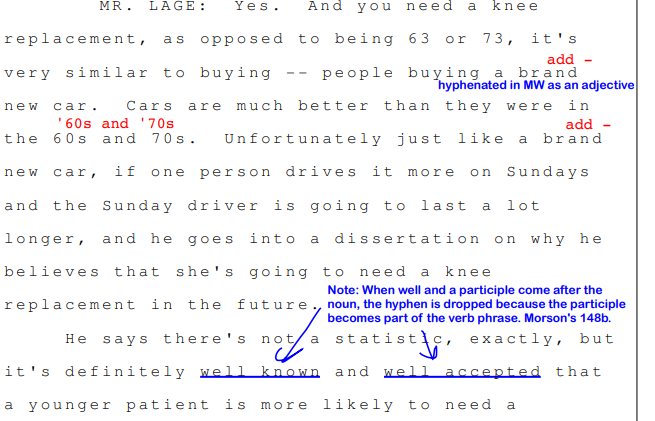 MR. LAGE:  Yes.  And you need a knee
replacement, as opposed to being 63 or 73, it's
add -
very similar to buying -- people buying a brand
hyphenated in MW as an adjective
new car.  Cars are much better than they were in
'60s and '70s
add -
the 60s and 70s.  Unfortunately just like a brand
new car, if one person drives it more on Sundays
and the Sunday driver is going to last a lot
longer, and he goes into a dissertation on why he
believes that she's going to need a knee
Note: When well and a participle come after the
replacement in the future.
noun, the hyphen is dropped because the participle
becomes part of the verb phrase. Morson's 148b.
He says there's not a statistic, exactly, but
it's definitely well known and well accepted that
a younger patient is more likely to need a